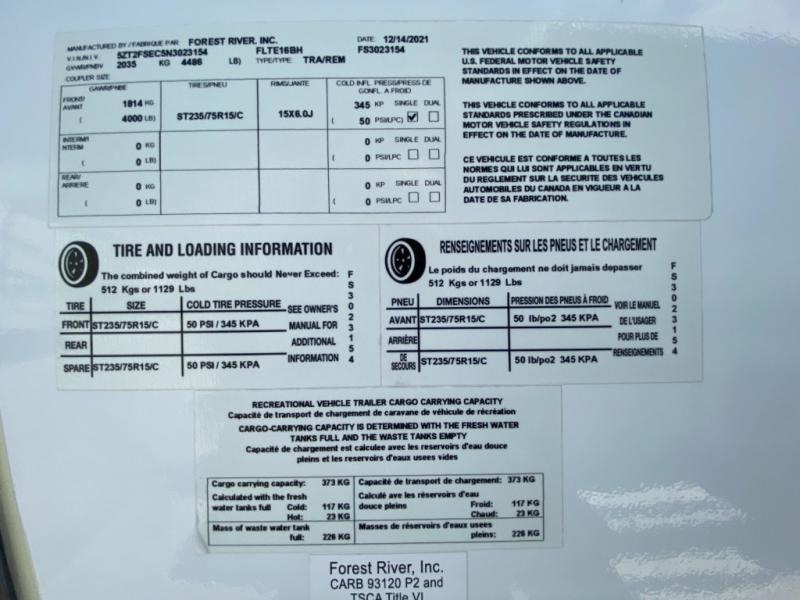 MANUFACTURED BY / FABRIQUE PAR: FOREST RIVER, INC. DATE: 12/14/2021
V.I.N./N.I.V. 5ZT2FSEC5N3023154 FLTE16BH FS3023154
GVWR/PNBV 2035 KG 4486 LB) TYPE/TYPE: TRA/REM
COUPLER SIZE
GAWR/PNBE TIRES/PNEU RIMS/JANTE COLD INFL PRESS/PRESS DE GONFL A FROID
FRONT/ AVANT 1814 KG ST235/75R15/C 15X6.0J 345 KP SINGLE DUAL
( 4000 LB) ( 50 PSI/LPC)
INTERM/ NTERM 0 KG 0 KP SINGLE DUAL
( 0 LB) ( 0 PSI/LPC
REAR/ ARRIERE 0 KG 0 KP SINGLE DUAL
( 0 LB) ( 0 PSI/LPC
THIS VEHICLE CONFORMS TO ALL APPLICABLE
U.S. FEDERAL MOTOR VEHICLE SAFETY
STANDARDS IN EFFECT ON THE DATE OF
MANUFACTURE SHOWN ABOVE.
THIS VEHICLE CONFORMS TO ALL APPLICABLE
STANDARDS PRESCRIBED UNDER THE CANADIAN
MOTOR VEHICLE SAFETY REGULATIONS IN
EFFECT ON THE DATE OF MANUFACTURE.
CE VEHICULE EST CONFORME A TOUTES LES
NORMES QUI LUI SONT APPLICABLES EN VERTU
DU REGLEMENT SUR LA SECURITE DES VEHICULES
AUTOMOBILES DU CANADA EN VIGUEUR A LA
DATE DE SA FABRICATION.
TIRE AND LOADING INFORMATION
The combined weight of Cargo should Never Exceed:
512 Kgs or 1129 Lbs
TIRE SIZE COLD TIRE PRESSURE
FRONT ST235/75R15/C 50 PSI / 345 KPA
REAR
SPARE ST235/75R15/C 50 PSI / 345 KPA
SEE OWNER'S
MANUAL FOR
ADDITIONAL
INFORMATION
FS3023154
RENSEIGNEMENTS SUR LES PNEUS ET LE CHARGEMENT
Le poids du chargement ne doit jamais depasser
512 Kgs or 1129 Lbs
PNEU DIMENSIONS PRESSION DES PNEUS À FROID
AVANT ST235/75R15/C 50 lb/po2 345 KPA
ARRIÈRE
DE SECOURS ST235/75R15/C 50 lb/po2 345 KPA
VOIR LE MANUEL
DE L'USAGER
POUR PLUS DE
RENSEIGNEMENTS
FS3023154
RECREATIONAL VEHICLE TRAILER CARGO CARRYING CAPACITY
Capacité de transport de chargement de caravane de véhicule de récréation
CARGO-CARRYING CAPACITY IS DETERMINED WITH THE FRESH WATER
TANKS FULL AND THE WASTE TANKS EMPTY
Capacité de chargement est calculee avec les reservoirs d'eau douce
pleins et les réservoirs d'eaux usees vides
Cargo carrying capacity: 373 KG Capacité de transport de chargement: 373 KG
Calculated with the fresh Calculé ave les réservoirs d'eau
water tanks full: Cold: 117 KG douce pleins Froid: 117 KG
Hot: 23 KG Chaud: 23 KG
Mass of waste water tank Masses de réservoirs d'eaux usees
full: 226 KG pleins: 226 KG
Forest River, Inc.
CARB 93120 P2 and
TSCA Title VI